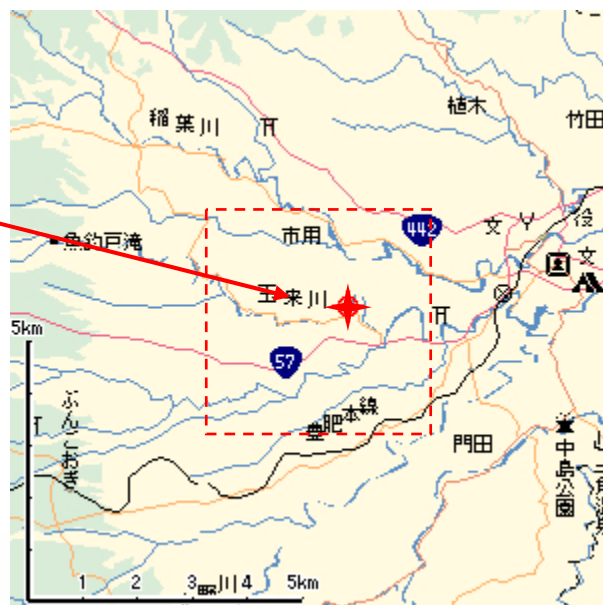 植木
稲葉川
竹田
文
役
442
市用
魚釣戸滝
文
玉来川
5km
57
ぶんごおぎ
豊肥本線
門田
中島公園
1 2 3 川 4 5km